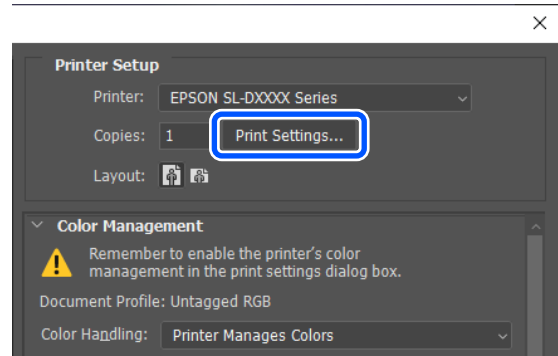 Printer Setup
Printer: EPSON SL-DXXXX Series
Copies: 1 Print Settings...
Layout:
Color Management
Remember to enable the printer's color
management in the print settings dialog box.
Document Profile: Untagged RGB
Color Handling: Printer Manages Colors